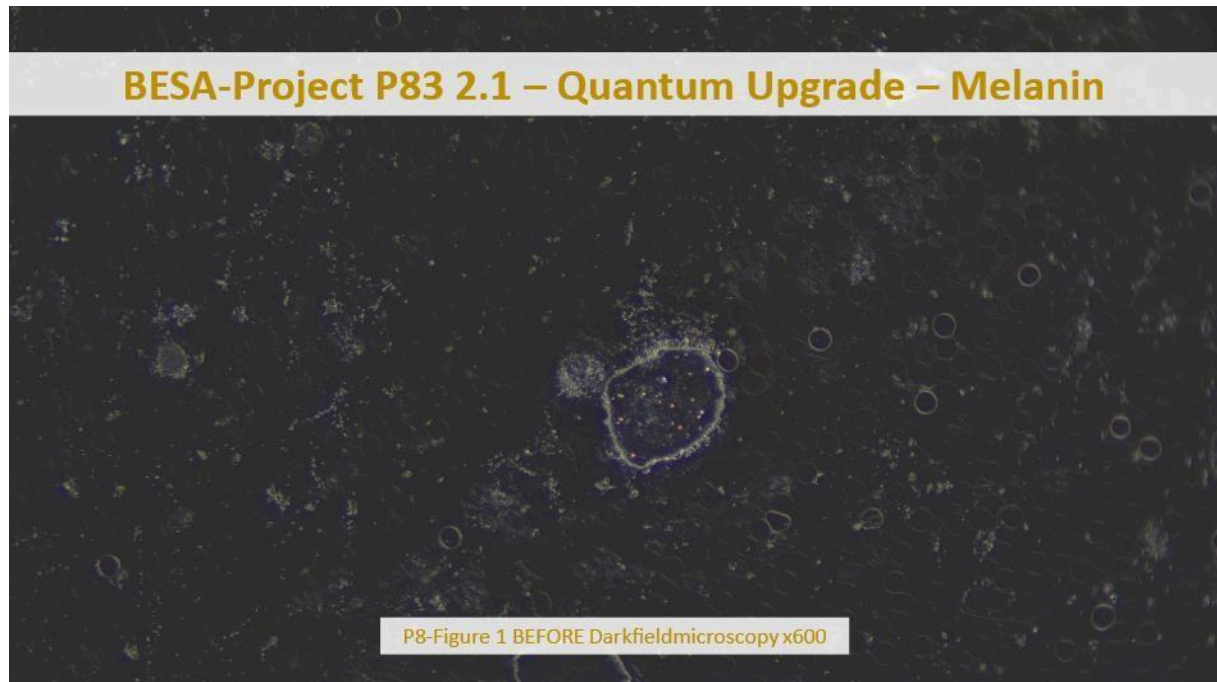 BESA-Project P83 2.1 – Quantum Upgrade – Melanin
P8-Figure 1 BEFORE Darkfieldmicroscopy x600